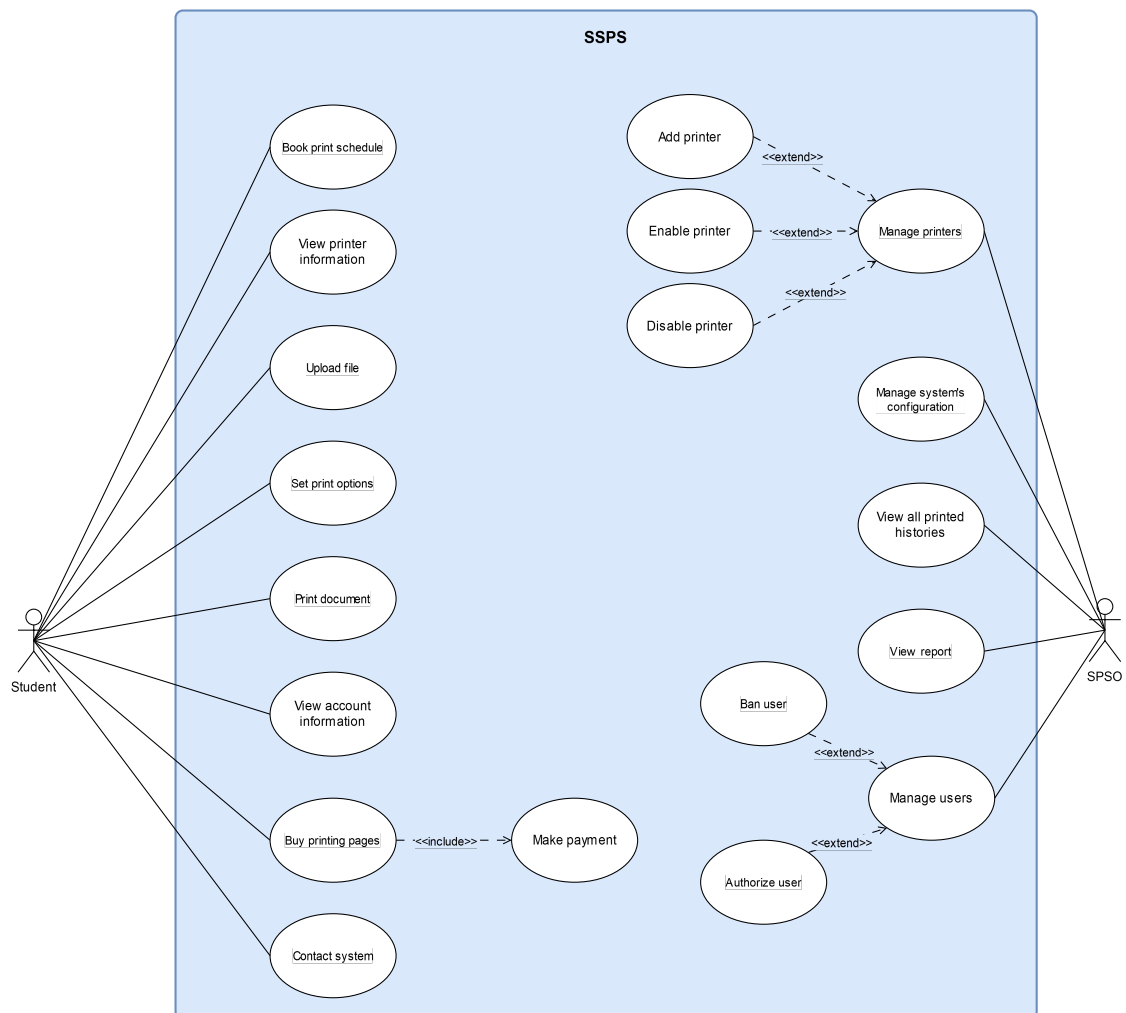 SSPS
Book print schedule
View printer
information
Upload file
Set print options
Print document
View account
information
Buy printing pages
<<include>>
Make payment
Contact system
Student
Add printer
<<extend>>
Enable printer
<<extend>>
Manage printers
Disable printer
<<extend>>
Manage system's
configuration
View all printed
histories
View report
Ban user
<<extend>>
Manage users
<<extend>>
Authorize user
SPSO